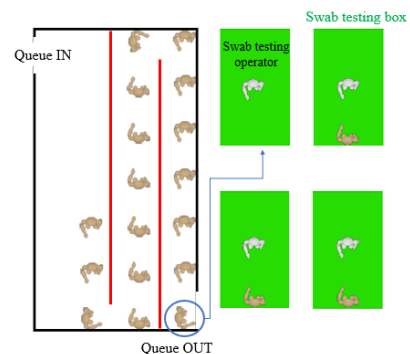 Swab testing box
Queue IN
Swab testing
operator
Queue OUT